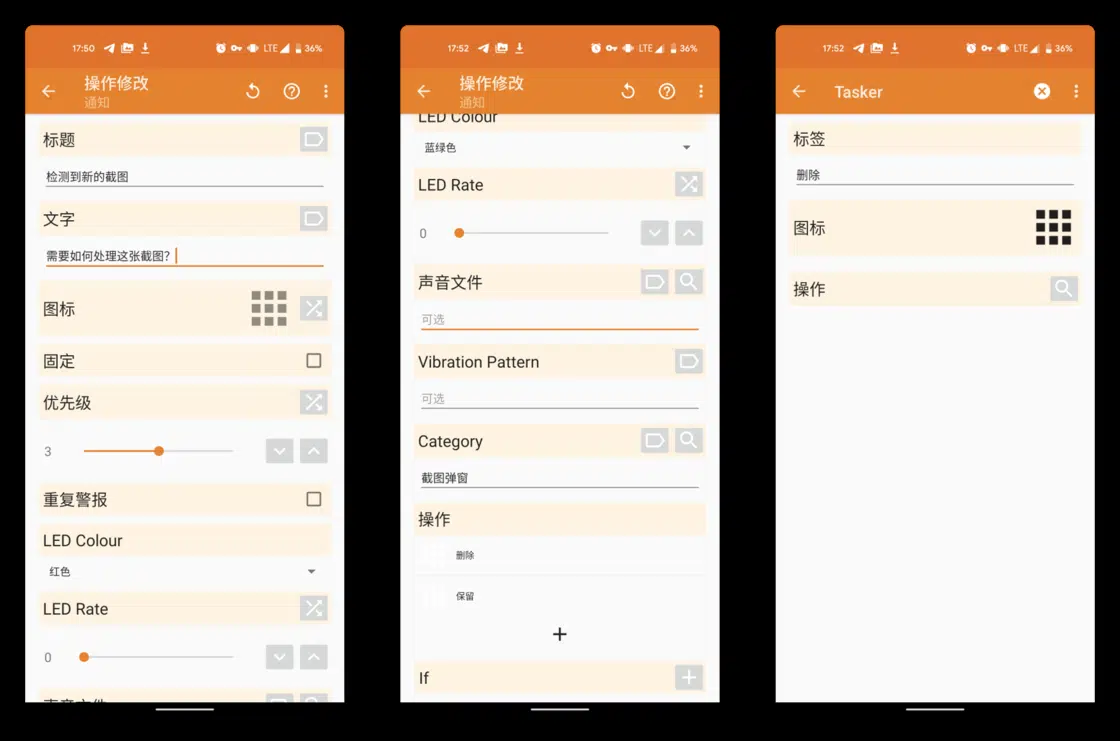 17:50
LTE
36%
操作修改
通知
标题
检测到新的截图
文字
需要如何处理这张截图?
图标
固定
优先级
3
重复警报
LED Colour
红色
LED Rate
0
声音文件
17:52
LTE
36%
操作修改
通知
LED Colour
蓝绿色
LED Rate
0
声音文件
可选
Vibration Pattern
可选
Category
截图弹窗
操作
删除
保留
If
17:52
LTE
36%
Tasker
标签
删除
图标
操作